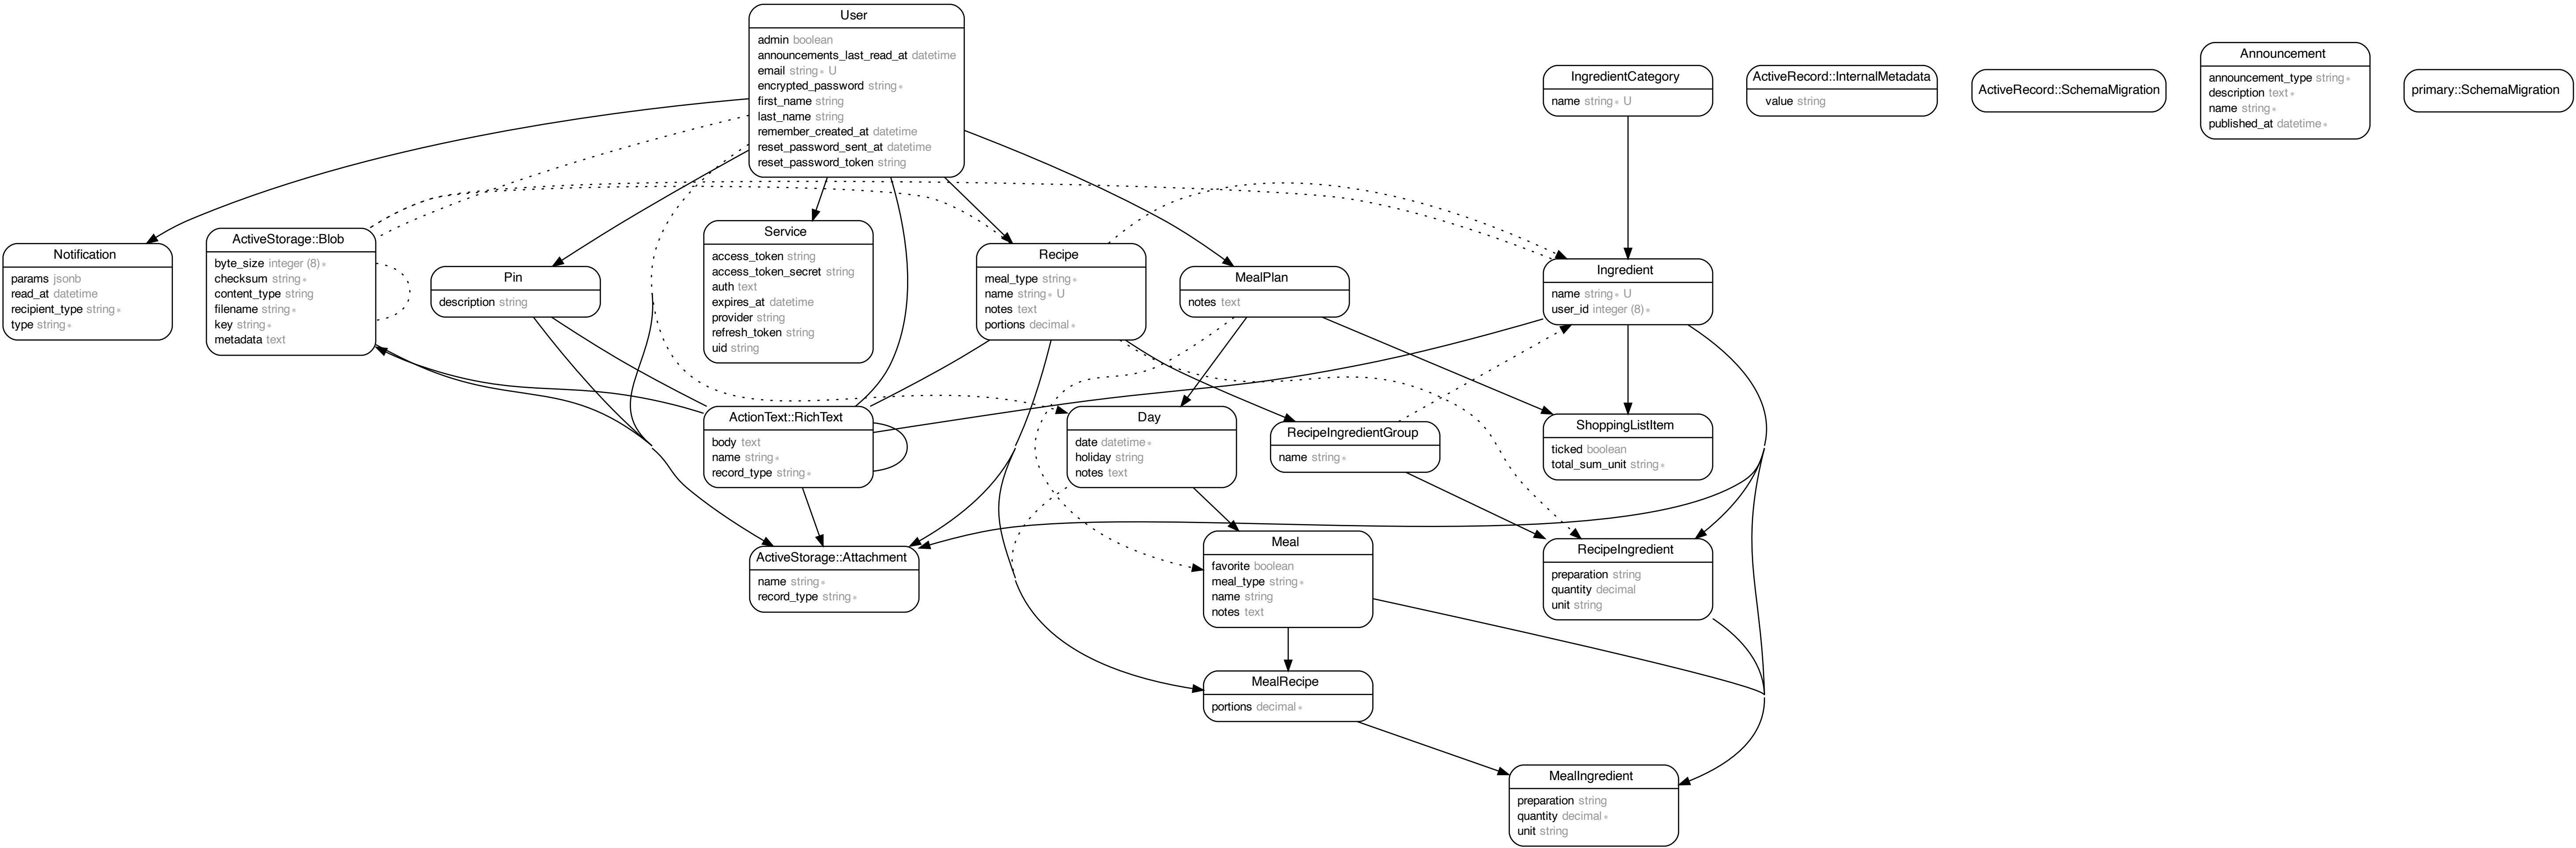 User
admin boolean
announcements_last_read_at datetime
email string∗ U
encrypted_password string∗
first_name string
last_name string
remember_created_at datetime
reset_password_sent_at datetime
reset_password_token string
IngredientCategory
name string∗ U
ActiveRecord::InternalMetadata
value string
ActiveRecord::SchemaMigration
Announcement
announcement_type string∗
description text∗
name string∗
published_at datetime∗
primary::SchemaMigration
Notification
params jsonb
read_at datetime
recipient_type string∗
type string∗
ActiveStorage::Blob
byte_size integer (8)∗
checksum string∗
content_type string
filename string∗
key string∗
metadata text
Pin
description string
Service
access_token string
access_token_secret string
auth text
expires_at datetime
provider string
refresh_token string
uid string
Recipe
meal_type string∗
name string∗ U
notes text
portions decimal∗
MealPlan
notes text
Ingredient
name string∗ U
user_id integer (8)∗
ActionText::RichText
body text
name string∗
record_type string∗
Day
date datetime∗
holiday string
notes text
RecipeIngredientGroup
name string∗
ShoppingListItem
ticked boolean
total_sum_unit string∗
ActiveStorage::Attachment
name string∗
record_type string∗
Meal
favorite boolean
meal_type string∗
name string
notes text
RecipeIngredient
preparation string
quantity decimal
unit string
MealRecipe
portions decimal∗
MealIngredient
preparation string
quantity decimal∗
unit string